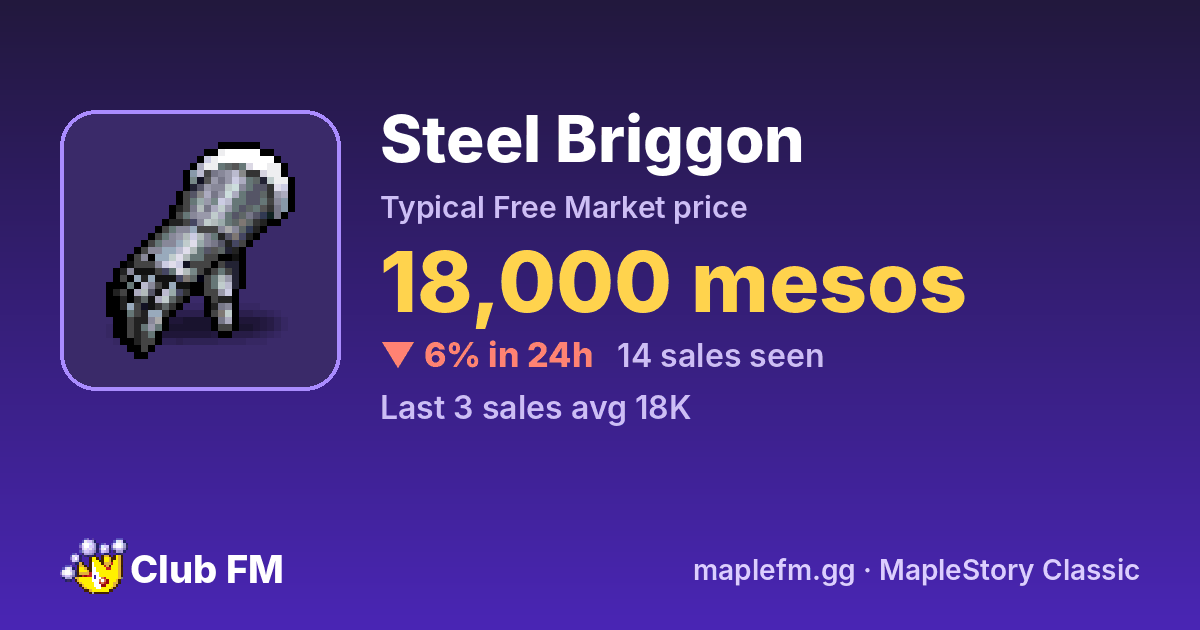 Steel Briggon
Typical Free Market price
18,000 mesos
▼ 6% in 24h 14 sales seen
Last 3 sales avg 18K
Club FM
maplefm.gg · MapleStory Classic